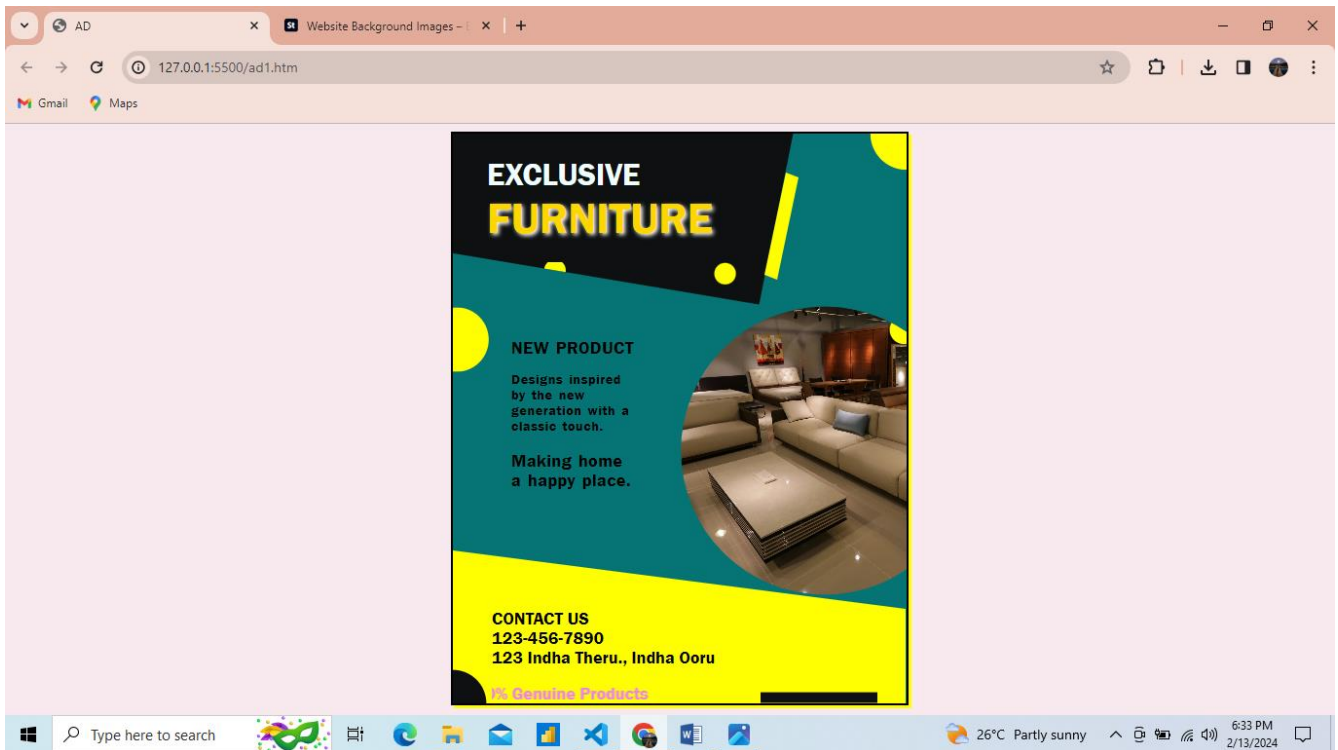 AD
Website Background Images –
127.0.0.1:5500/ad1.htm
Gmail
Maps
EXCLUSIVE
FURNITURE
NEW PRODUCT
Designs inspired
by the new
generation with a
classic touch.
Making home
a happy place.
CONTACT US
123-456-7890
123 Indha Theru., Indha Ooru
% Genuine Products
Type here to search
26°C Partly sunny
6:33 PM
2/13/2024